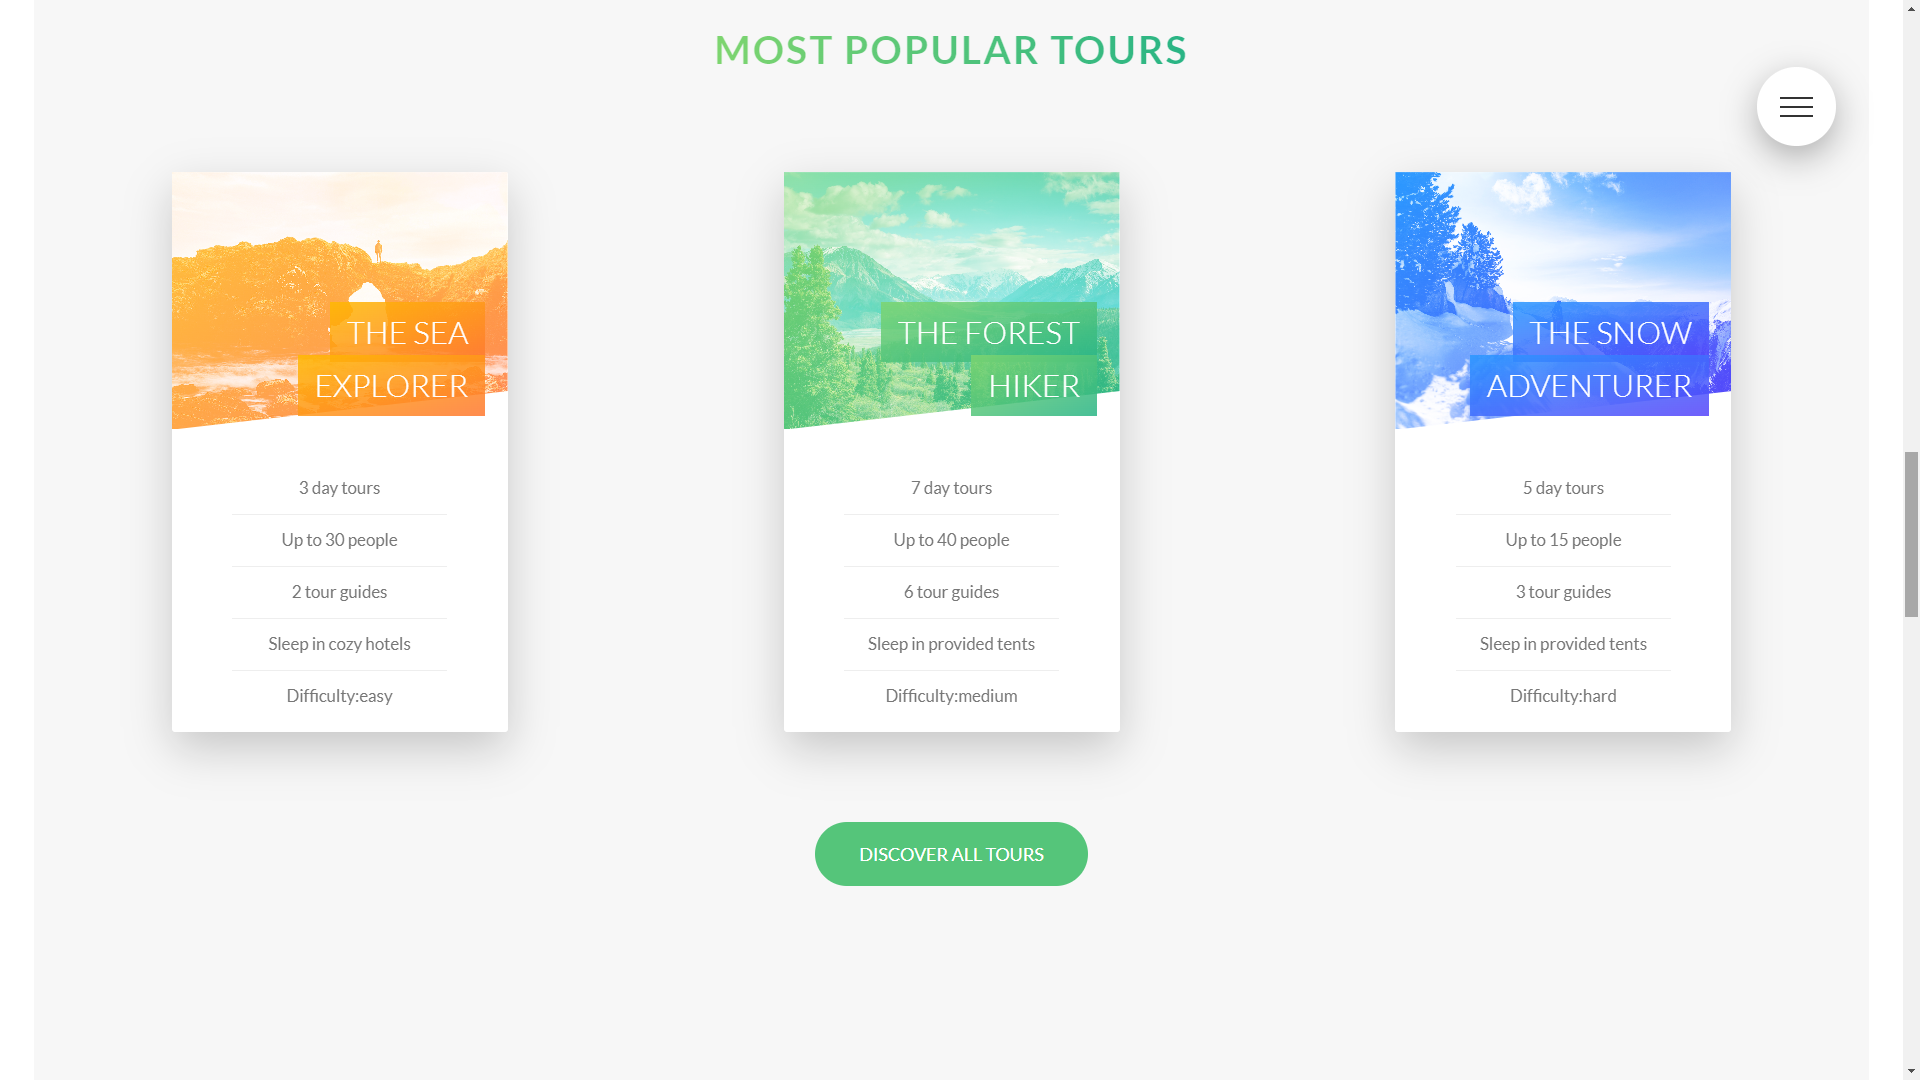 MOST POPULAR TOURS
THE SEA
EXPLORER
3 day tours
Up to 30 people
2 tour guides
Sleep in cozy hotels
Difficulty:easy
THE FOREST
HIKER
7 day tours
Up to 40 people
6 tour guides
Sleep in provided tents
Difficulty:medium
THE SNOW
ADVENTURER
5 day tours
Up to 15 people
3 tour guides
Sleep in provided tents
Difficulty:hard
DISCOVER ALL TOURS